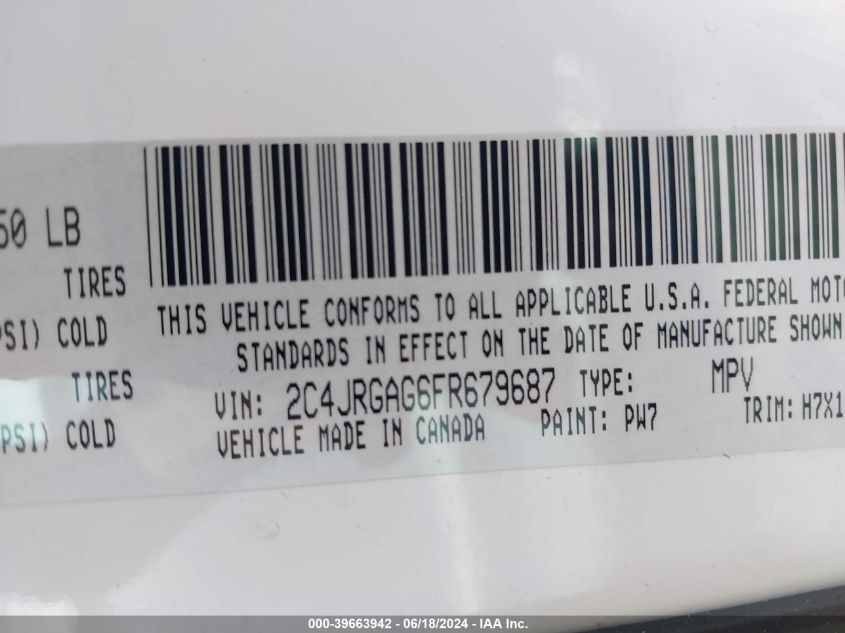 50 LB
TIRES
PSI) COLD
TIRES
PSI) COLD
THIS VEHICLE CONFORMS TO ALL APPLICABLE U.S.A. FEDERAL MOTO
STANDARDS IN EFFECT ON THE DATE OF MANUFACTURE SHOWN
VIN: 2C4JRGAG6FR679687 TYPE: MPV
VEHICLE MADE IN CANADA PAINT: PW7 TRIM: H7X1
000-39663942 - 06/18/2024 - IAA Inc.